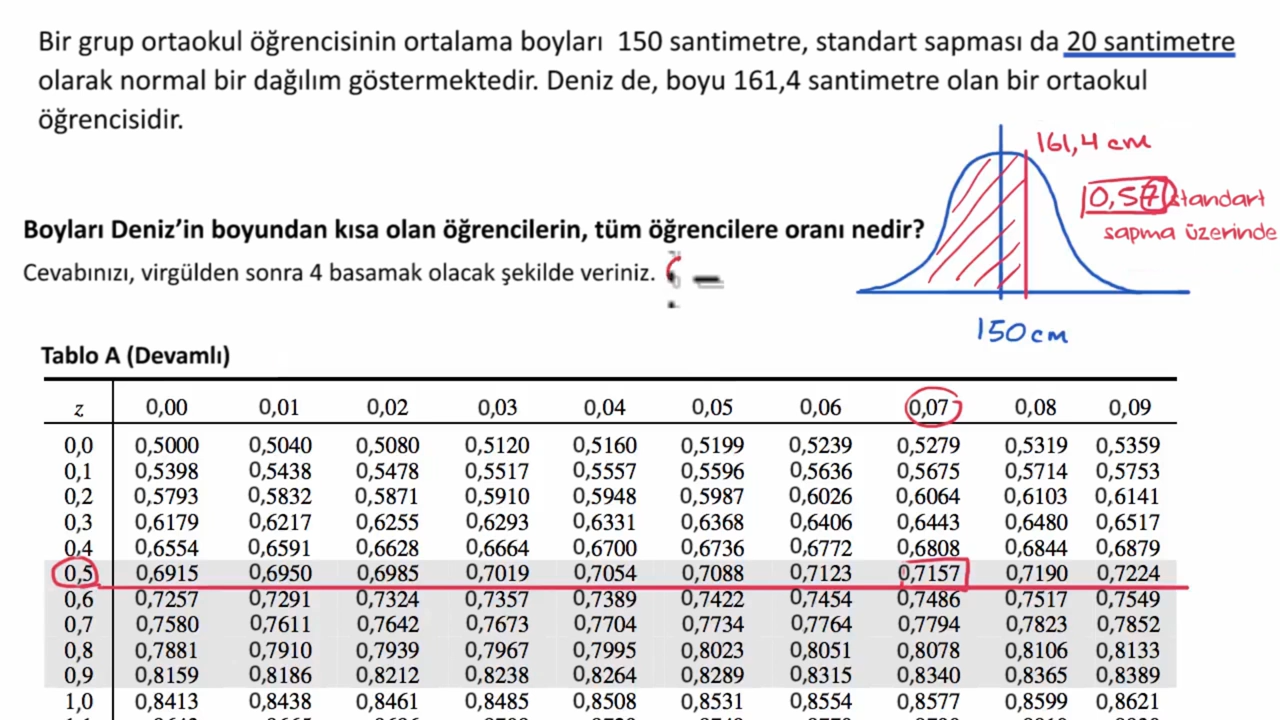 Bir grup ortaokul öğrencisinin ortalama boyları 150 santimetre, standart sapması da 20 santimetre
olarak normal bir dağılım göstermektedir. Deniz de, boyu 161,4 santimetre olan bir ortaokul
öğrencisidir.
161,4 cm
0,57 standart
sapma üzerinde
Boyları Deniz'in boyundan kısa olan öğrencilerin, tüm öğrencilere oranı nedir?
Cevabınızı, virgülden sonra 4 basamak olacak şekilde veriniz.
150 cm
Tablo A (Devamlı)
z 0,00 0,01 0,02 0,03 0,04 0,05 0,06 0,07 0,08 0,09
0,0 0,5000 0,5040 0,5080 0,5120 0,5160 0,5199 0,5239 0,5279 0,5319 0,5359
0,1 0,5398 0,5438 0,5478 0,5517 0,5557 0,5596 0,5636 0,5675 0,5714 0,5753
0,2 0,5793 0,5832 0,5871 0,5910 0,5948 0,5987 0,6026 0,6064 0,6103 0,6141
0,3 0,6179 0,6217 0,6255 0,6293 0,6331 0,6368 0,6406 0,6443 0,6480 0,6517
0,4 0,6554 0,6591 0,6628 0,6664 0,6700 0,6736 0,6772 0,6808 0,6844 0,6879
0,5 0,6915 0,6950 0,6985 0,7019 0,7054 0,7088 0,7123 0,7157 0,7190 0,7224
0,6 0,7257 0,7291 0,7324 0,7357 0,7389 0,7422 0,7454 0,7486 0,7517 0,7549
0,7 0,7580 0,7611 0,7642 0,7673 0,7704 0,7734 0,7764 0,7794 0,7823 0,7852
0,8 0,7881 0,7910 0,7939 0,7967 0,7995 0,8023 0,8051 0,8078 0,8106 0,8133
0,9 0,8159 0,8186 0,8212 0,8238 0,8264 0,8289 0,8315 0,8340 0,8365 0,8389
1,0 0,8413 0,8438 0,8461 0,8485 0,8508 0,8531 0,8554 0,8577 0,8599 0,8621